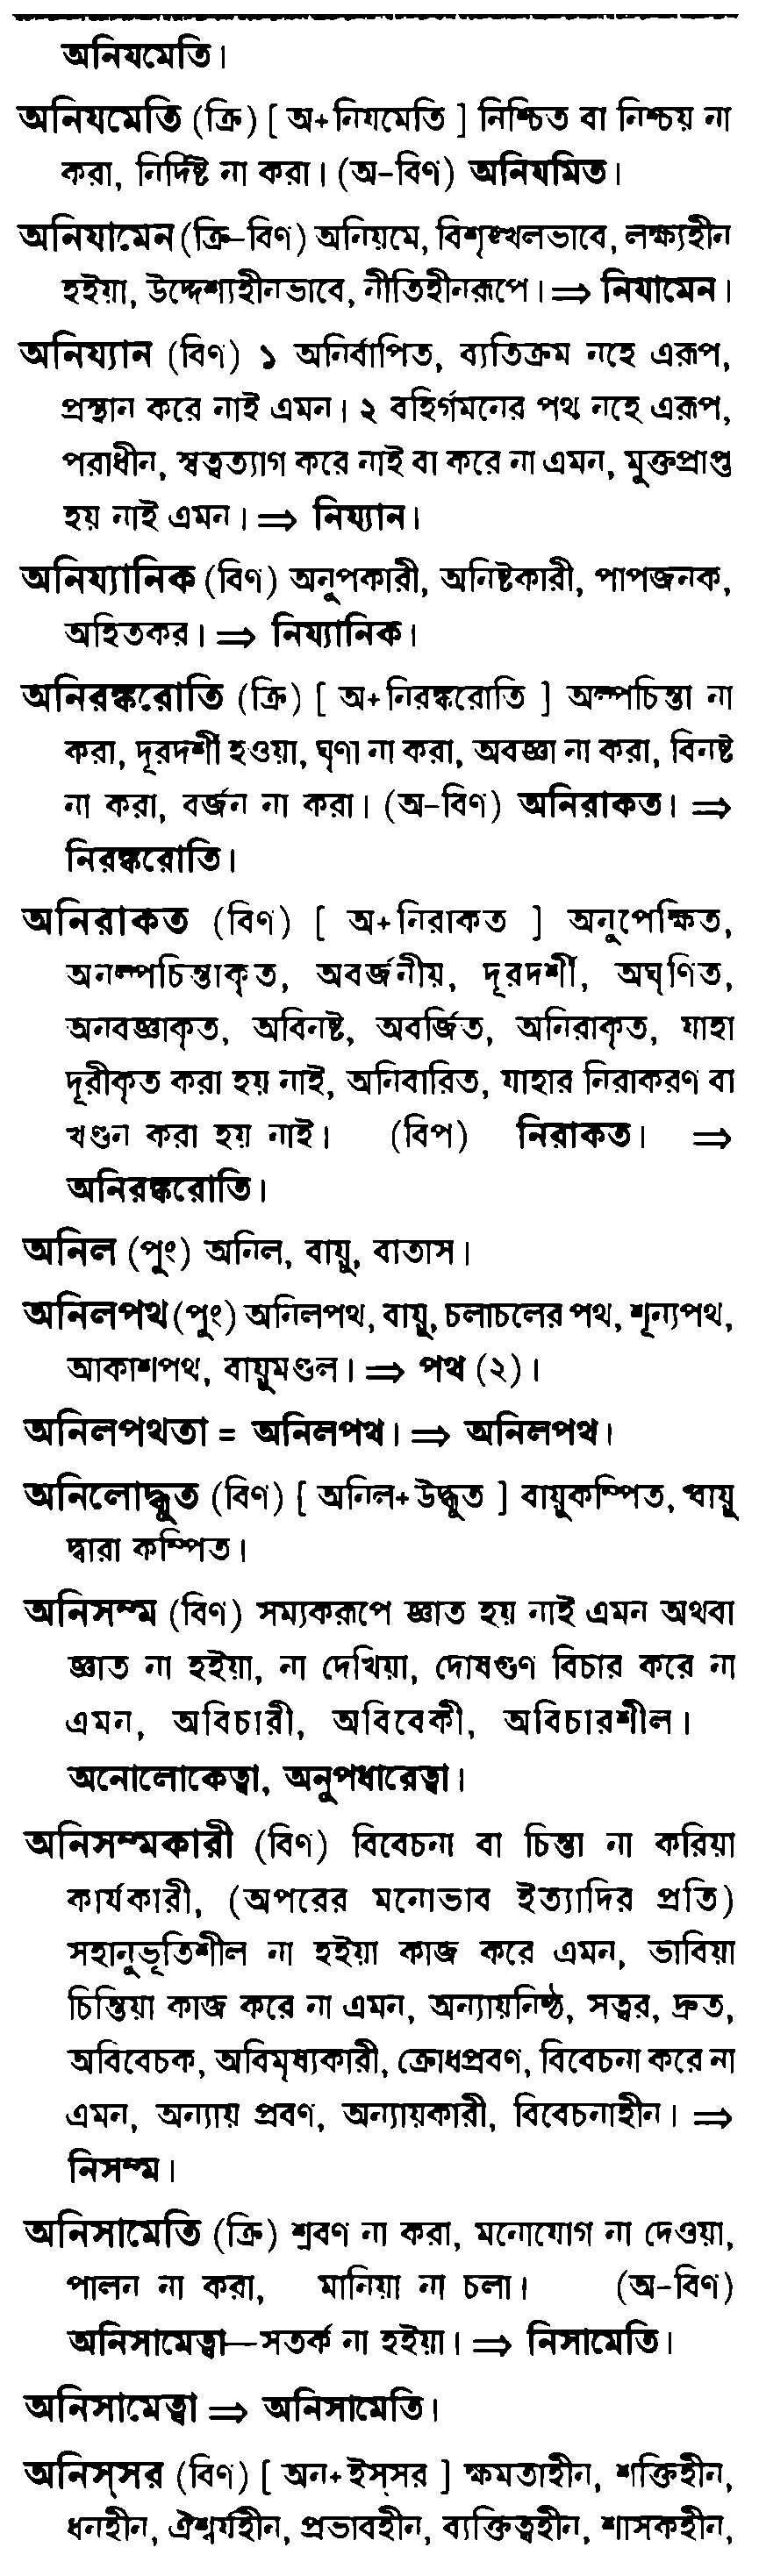 অনিযমেতি।
অনিযমেতি (ক্রি) [ অ+নিযমেতি ] নিশ্চিত বা নিশ্চয় না
করা, নির্দিষ্ট না করা। (অ-বিণ) অনিযমিত।
অনিযামেন (ক্রি-বিণ) অনিয়মে, বিশৃঙ্খলভাবে, লক্ষ্যহীন
হইয়া, উদ্দেশ্যহীনভাবে, নীতিহীনরূপে। ⇒ নিযামেন।
অনিয্যান (বিণ) ১ অনির্বাপিত, ব্যতিক্রম নহে এরূপ,
প্রস্থান করে নাই এমন। ২ বহির্গমনের পথ নহে এরূপ,
পরাধীন, স্বত্বত্যাগ করে নাই বা করে না এমন, মুক্তপ্রাপ্ত
হয় নাই এমন। ⇒ নিয্যান।
অনিয্যানিক (বিণ) অনুপকারী, অনিষ্টকারী, পাপজনক,
অহিতকর। ⇒ নিয্যানিক।
অনিরঙ্করোতি (ক্রি) [ অ+নিরঙ্করোতি ] অল্পচিন্তা না
করা, দূরদর্শী হওয়া, ঘৃণা না করা, অবজ্ঞা না করা, বিনষ্ট
না করা, বর্জন না করা। (অ-বিণ) অনিরাকত। ⇒
নিরঙ্করোতি।
অনিরাকত (বিণ) [ অ+নিরাকত ] অনুপেক্ষিত,
অনল্পচিন্তাকৃত, অবর্জনীয়, দূরদর্শী, অঘৃণিত,
অনবজ্ঞাকৃত, অবিনষ্ট, অবর্জিত, অনিরাকৃত, যাহা
দূরীকৃত করা হয় নাই, অনিবারিত, যাহার নিরাকরণ বা
খণ্ডন করা হয় নাই। (বিপ) নিরাকত। ⇒
অনিরঙ্করোতি।
অনিল (পুং) অনিল, বায়ু, বাতাস।
অনিলপথ (পুং) অনিলপথ, বায়ু, চলাচলের পথ, শূন্যপথ,
আকাশপথ, বায়ুমণ্ডল। ⇒ পথ (২)।
অনিলপথতা = অনিলপথ। ⇒ অনিলপথ।
অনিলোদ্ধুত (বিণ) [ অনিল+উদ্ধুত ] বায়ুকম্পিত, বায়ু
দ্বারা কম্পিত।
অনিসম্ম (বিণ) সম্যকরূপে জ্ঞাত হয় নাই এমন অথবা
জ্ঞাত না হইয়া, না দেখিয়া, দোষগুণ বিচার করে না
এমন, অবিচারী, অবিবেকী, অবিচারশীল।
অনোলোকেত্বা, অনুপধারেত্বা।
অনিসম্মকারী (বিণ) বিবেচনা বা চিন্তা না করিয়া
কার্যকারী, (অপরের মনোভাব ইত্যাদির প্রতি)
সহানুভূতিশীল না হইয়া কাজ করে এমন, ভাবিয়া
চিন্তিয়া কাজ করে না এমন, অন্যায়নিষ্ঠ, সত্বর, দ্রুত,
অবিবেচক, অবিমৃষ্যকারী, ক্রোধপ্রবণ, বিবেচনা করে না
এমন, অন্যায় প্রবণ, অন্যায়কারী, বিবেচনাহীন। ⇒
নিসম্ম।
অনিসামেতি (ক্রি) শ্রবণ না করা, মনোযোগ না দেওয়া,
পালন না করা, মানিয়া না চলা। (অ-বিণ)
অনিসামেত্বা—সতর্ক না হইয়া। ⇒ নিসামেতি।
অনিসামেত্বা ⇒ অনিসামেতি।
অনিস্সর (বিণ) [ অন+ইস্সর ] ক্ষমতাহীন, শক্তিহীন,
ধনহীন, ঐশ্বর্যহীন, প্রভাবহীন, ব্যক্তিত্বহীন, শাসকহীন,